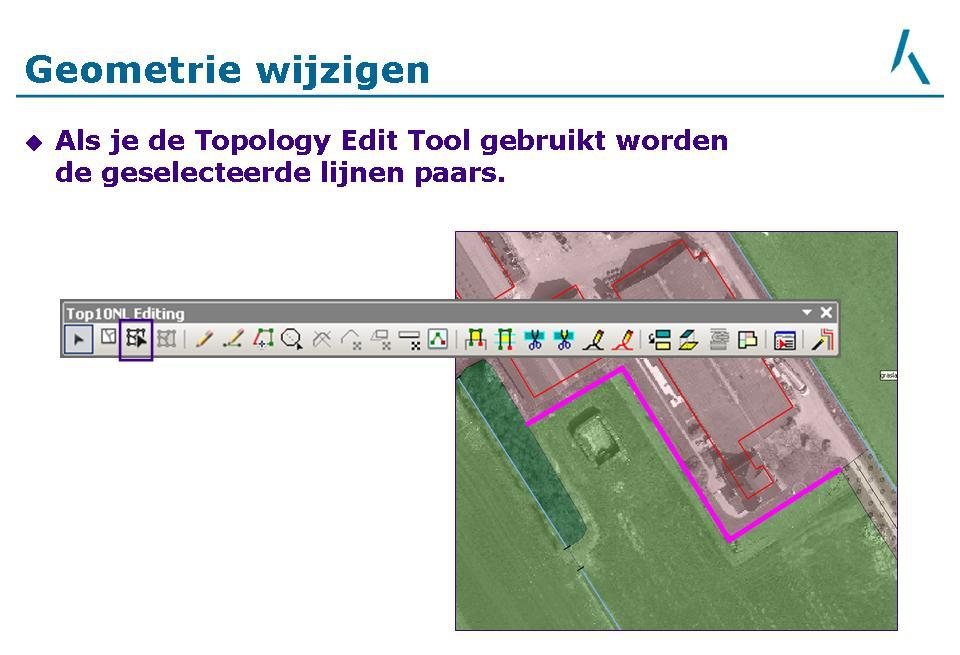 Geometrie wijzigen
Als je de Topology Edit Tool gebruikt worden
de geselecteerde lijnen paars.
Top10NL Editing
grasla